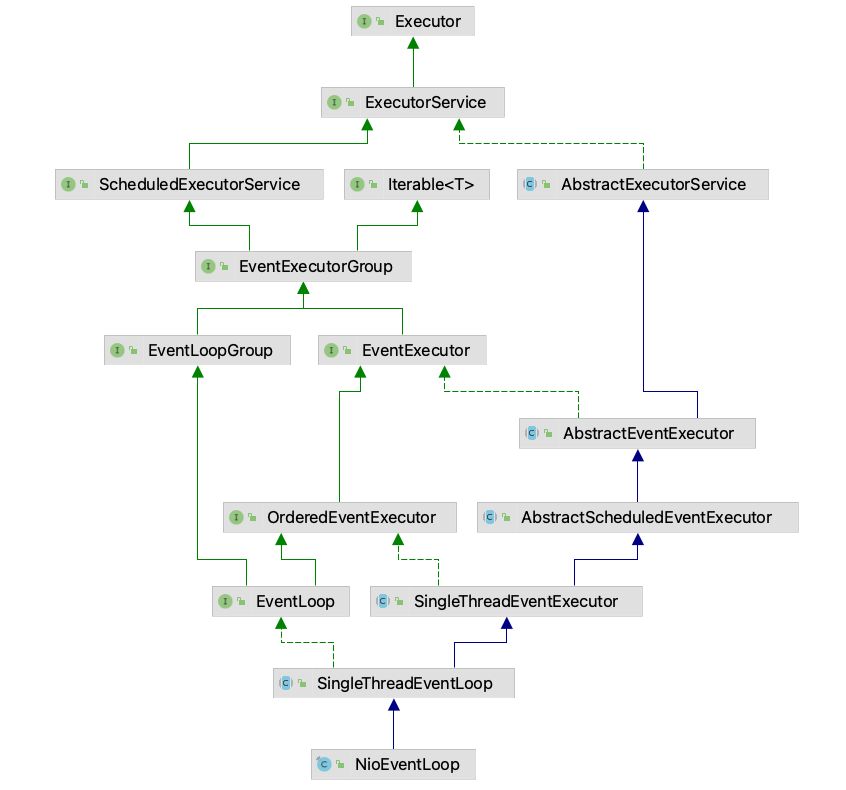 Executor
ExecutorService
ScheduledExecutorService
Iterable<T>
AbstractExecutorService
EventExecutorGroup
EventLoopGroup
EventExecutor
AbstractEventExecutor
OrderedEventExecutor
AbstractScheduledEventExecutor
EventLoop
SingleThreadEventExecutor
SingleThreadEventLoop
NioEventLoop